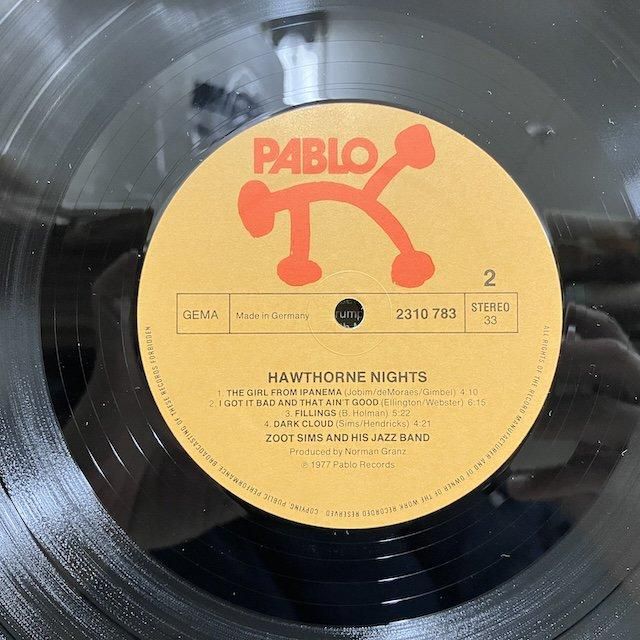 PABLO
2
GEMA
Made in Germany
rump
2310 783
STEREO
33
HAWTHORNE NIGHTS
1. THE GIRL FROM IPANEMA (Jobim/deMoraes/Gimbel) 4:10
2. I GOT IT BAD AND THAT AIN'T GOOD (Ellington/Webster) 6:15
3. FILLINGS (B. Holman) 5:22
4. DARK CLOUD (Sims/Hendricks) 4:21
ZOOT SIMS AND HIS JAZZ BAND
Produced by Norman Granz
℗ 1977 Pablo Records
ALL RIGHTS OF THE RECORD MANUFACTURER AND OF OWNER OF THE WORK RECORDED RESERVED COPYING, PUBLIC PERFORMANCE BROADCASTING OF THESE RECORDS FORBIDDEN